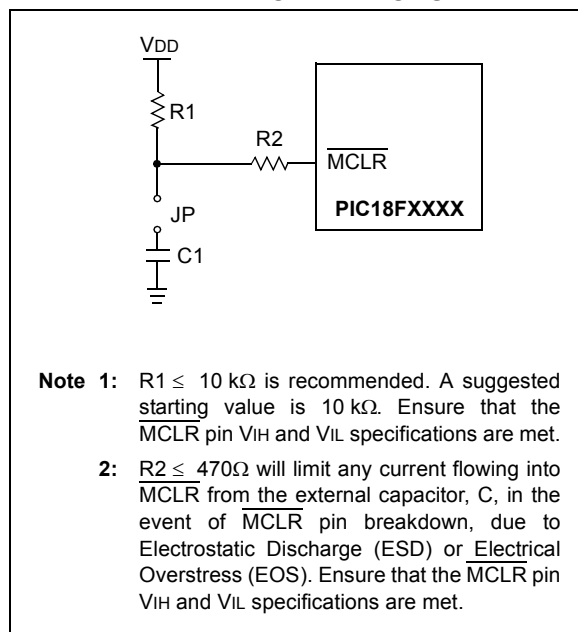 VDD
R1
R2
MCLR
JP
PIC18FXXXX
C1
Note 1: R1 ≤ 10 kΩ is recommended. A suggested
starting value is 10 kΩ. Ensure that the
MCLR pin VIH and VIL specifications are met.
2: R2 ≤ 470Ω will limit any current flowing into
MCLR from the external capacitor, C, in the
event of MCLR pin breakdown, due to
Electrostatic Discharge (ESD) or Electrical
Overstress (EOS). Ensure that the MCLR pin
VIH and VIL specifications are met.